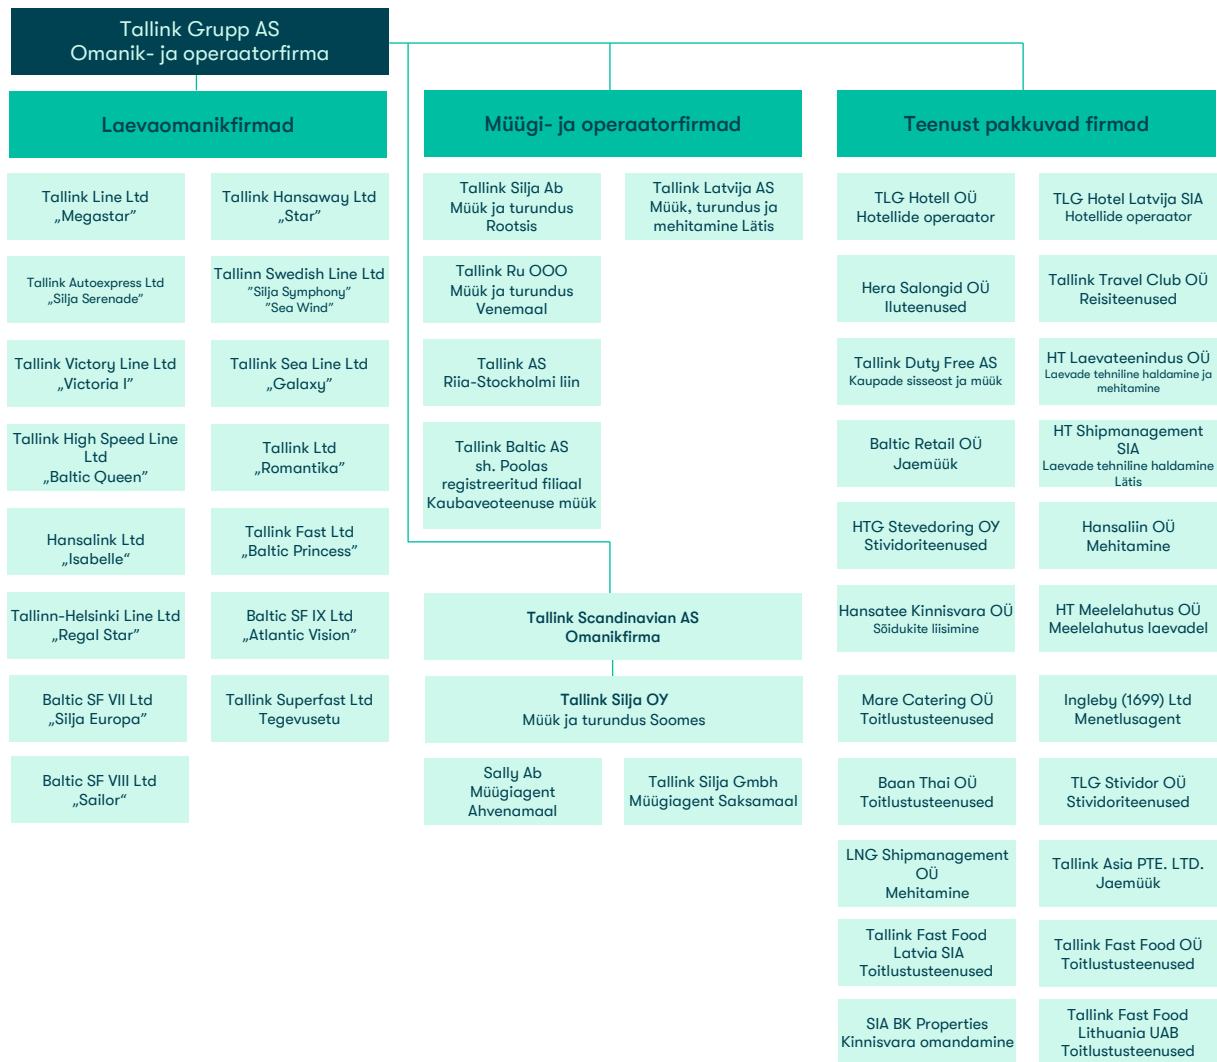 Tallink Grupp AS
Omanik- ja operaatorfirma
Laevaomanikfirmad
Tallink Line Ltd
„Megastar”
Tallink Hansaway Ltd
„Star”
Tallink Autoexpress Ltd
„Silja Serenade”
Tallinn Swedish Line Ltd
”Silja Symphony”
”Sea Wind”
Tallink Victory Line Ltd
„Victoria I”
Tallink Sea Line Ltd
„Galaxy”
Tallink High Speed Line
Ltd
„Baltic Queen”
Tallink Ltd
„Romantika”
Hansalink Ltd
„Isabelle“
Tallink Fast Ltd
„Baltic Princess”
Tallinn-Helsinki Line Ltd
„Regal Star”
Baltic SF IX Ltd
„Atlantic Vision”
Baltic SF VII Ltd
„Silja Europa”
Tallink Superfast Ltd
Tegevusetu
Baltic SF VIII Ltd
„Sailor“
Müügi- ja operaatorfirmad
Tallink Silja Ab
Müük ja turundus
Rootsis
Tallink Latvija AS
Müük, turundus ja
mehitamine Lätis
Tallink Ru OOO
Müük ja turundus
Venemaal
Tallink AS
Riia-Stockholmi liin
Tallink Baltic AS
sh. Poolas
registreeritud filiaal
Kaubaveoteenuse müük
Tallink Scandinavian AS
Omanikfirma
Tallink Silja OY
Müük ja turundus Soomes
Sally Ab
Müügiagent
Ahvenamaal
Tallink Silja Gmbh
Müügiagent Saksamaal
Teenust pakkuvad firmad
TLG Hotell OÜ
Hotellide operaator
TLG Hotel Latvija SIA
Hotellide operaator
Hera Salongid OÜ
Iluteenused
Tallink Travel Club OÜ
Reisiteenused
Tallink Duty Free AS
Kaupade sisseost ja müük
HT Laevateenindus OÜ
Laevade tehniline haldamine ja
mehitamine
Baltic Retail OÜ
Jaemüük
HT Shipmanagement
SIA
Laevade tehniline haldamine
Lätis
HTG Stevedoring OY
Stividoriteenused
Hansaliin OÜ
Mehitamine
Hansatee Kinnisvara OÜ
Sõidukite liisimine
HT Meelelahutus OÜ
Meelelahutus laevadel
Mare Catering OÜ
Toitlustusteenused
Ingleby (1699) Ltd
Menetlusagent
Baan Thai OÜ
Toitlustusteenused
TLG Stividor OÜ
Stividoriteenused
LNG Shipmanagement
OÜ
Mehitamine
Tallink Asia PTE. LTD.
Jaemüük
Tallink Fast Food
Latvia SIA
Toitlustusteenused
Tallink Fast Food OÜ
Toitlustusteenused
SIA BK Properties
Kinnisvara omandamine
Tallink Fast Food
Lithuania UAB
Toitlustusteenused